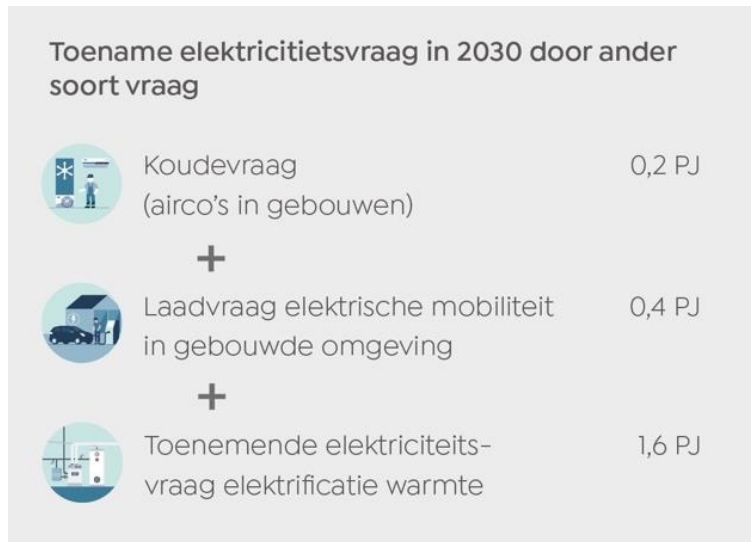 Toename elektricitietsvraag in 2030 door ander
soort vraag
Koudevraag 0,2 PJ
(airco's in gebouwen)
+
Laadvraag elektrische mobiliteit 0,4 PJ
in gebouwde omgeving
+
Toenemende elektriciteits- 1,6 PJ
vraag elektrificatie warmte